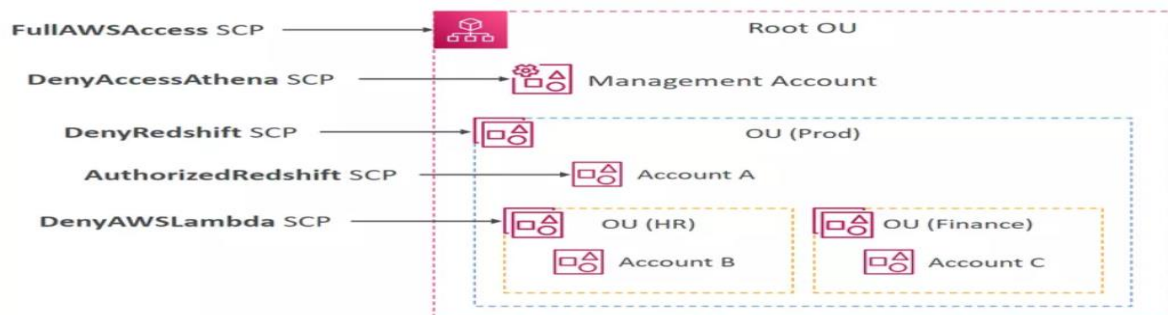 FullAWSAccess SCP
Root OU
DenyAccessAthena SCP
Management Account
DenyRedshift SCP
OU (Prod)
AuthorizedRedshift SCP
Account A
DenyAWSLambda SCP
OU (HR)
OU (Finance)
Account B
Account C